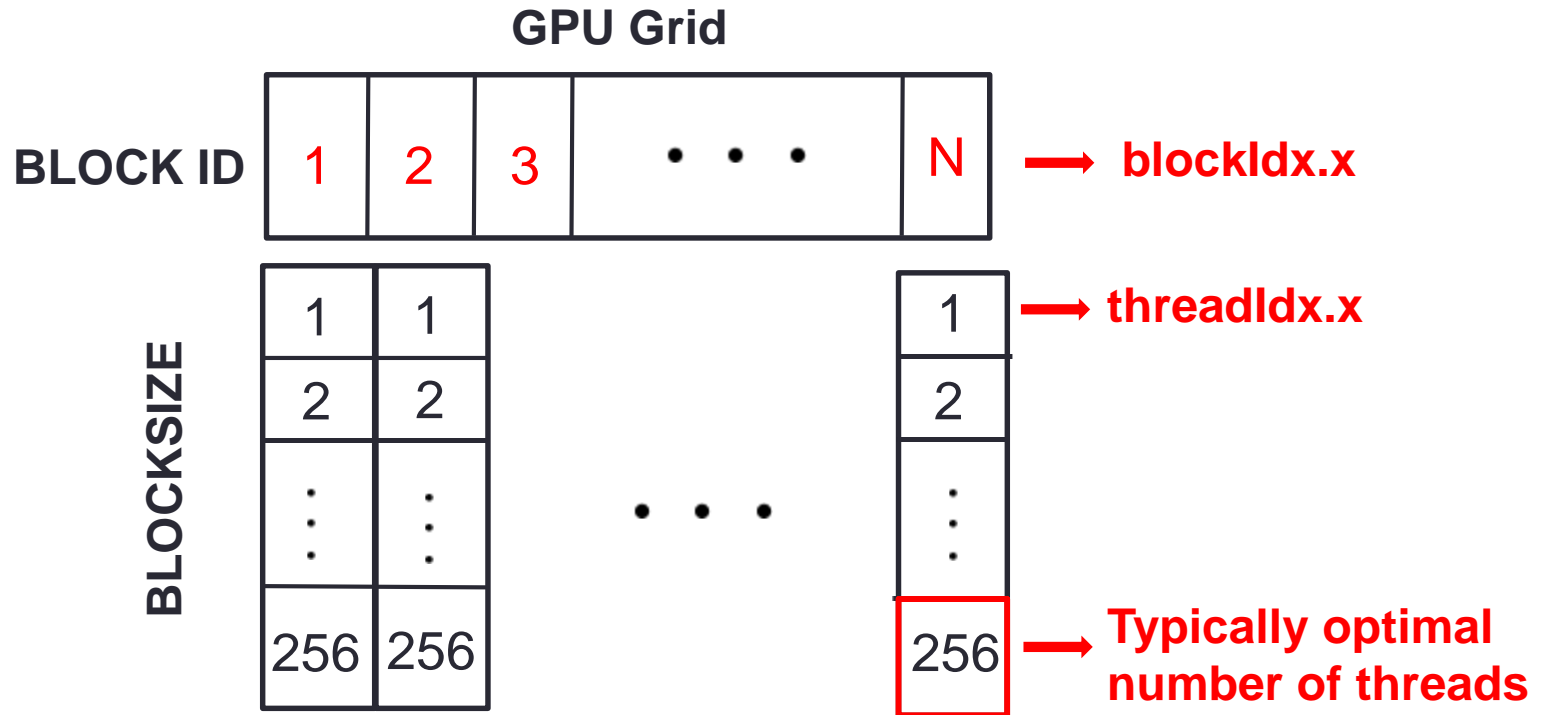 GPU Grid
BLOCK ID 1 2 3 • • • N blockIdx.x
BLOCKSIZE
1 1 1 threadIdx.x
2 2 2
256 256 256 Typically optimal
number of threads